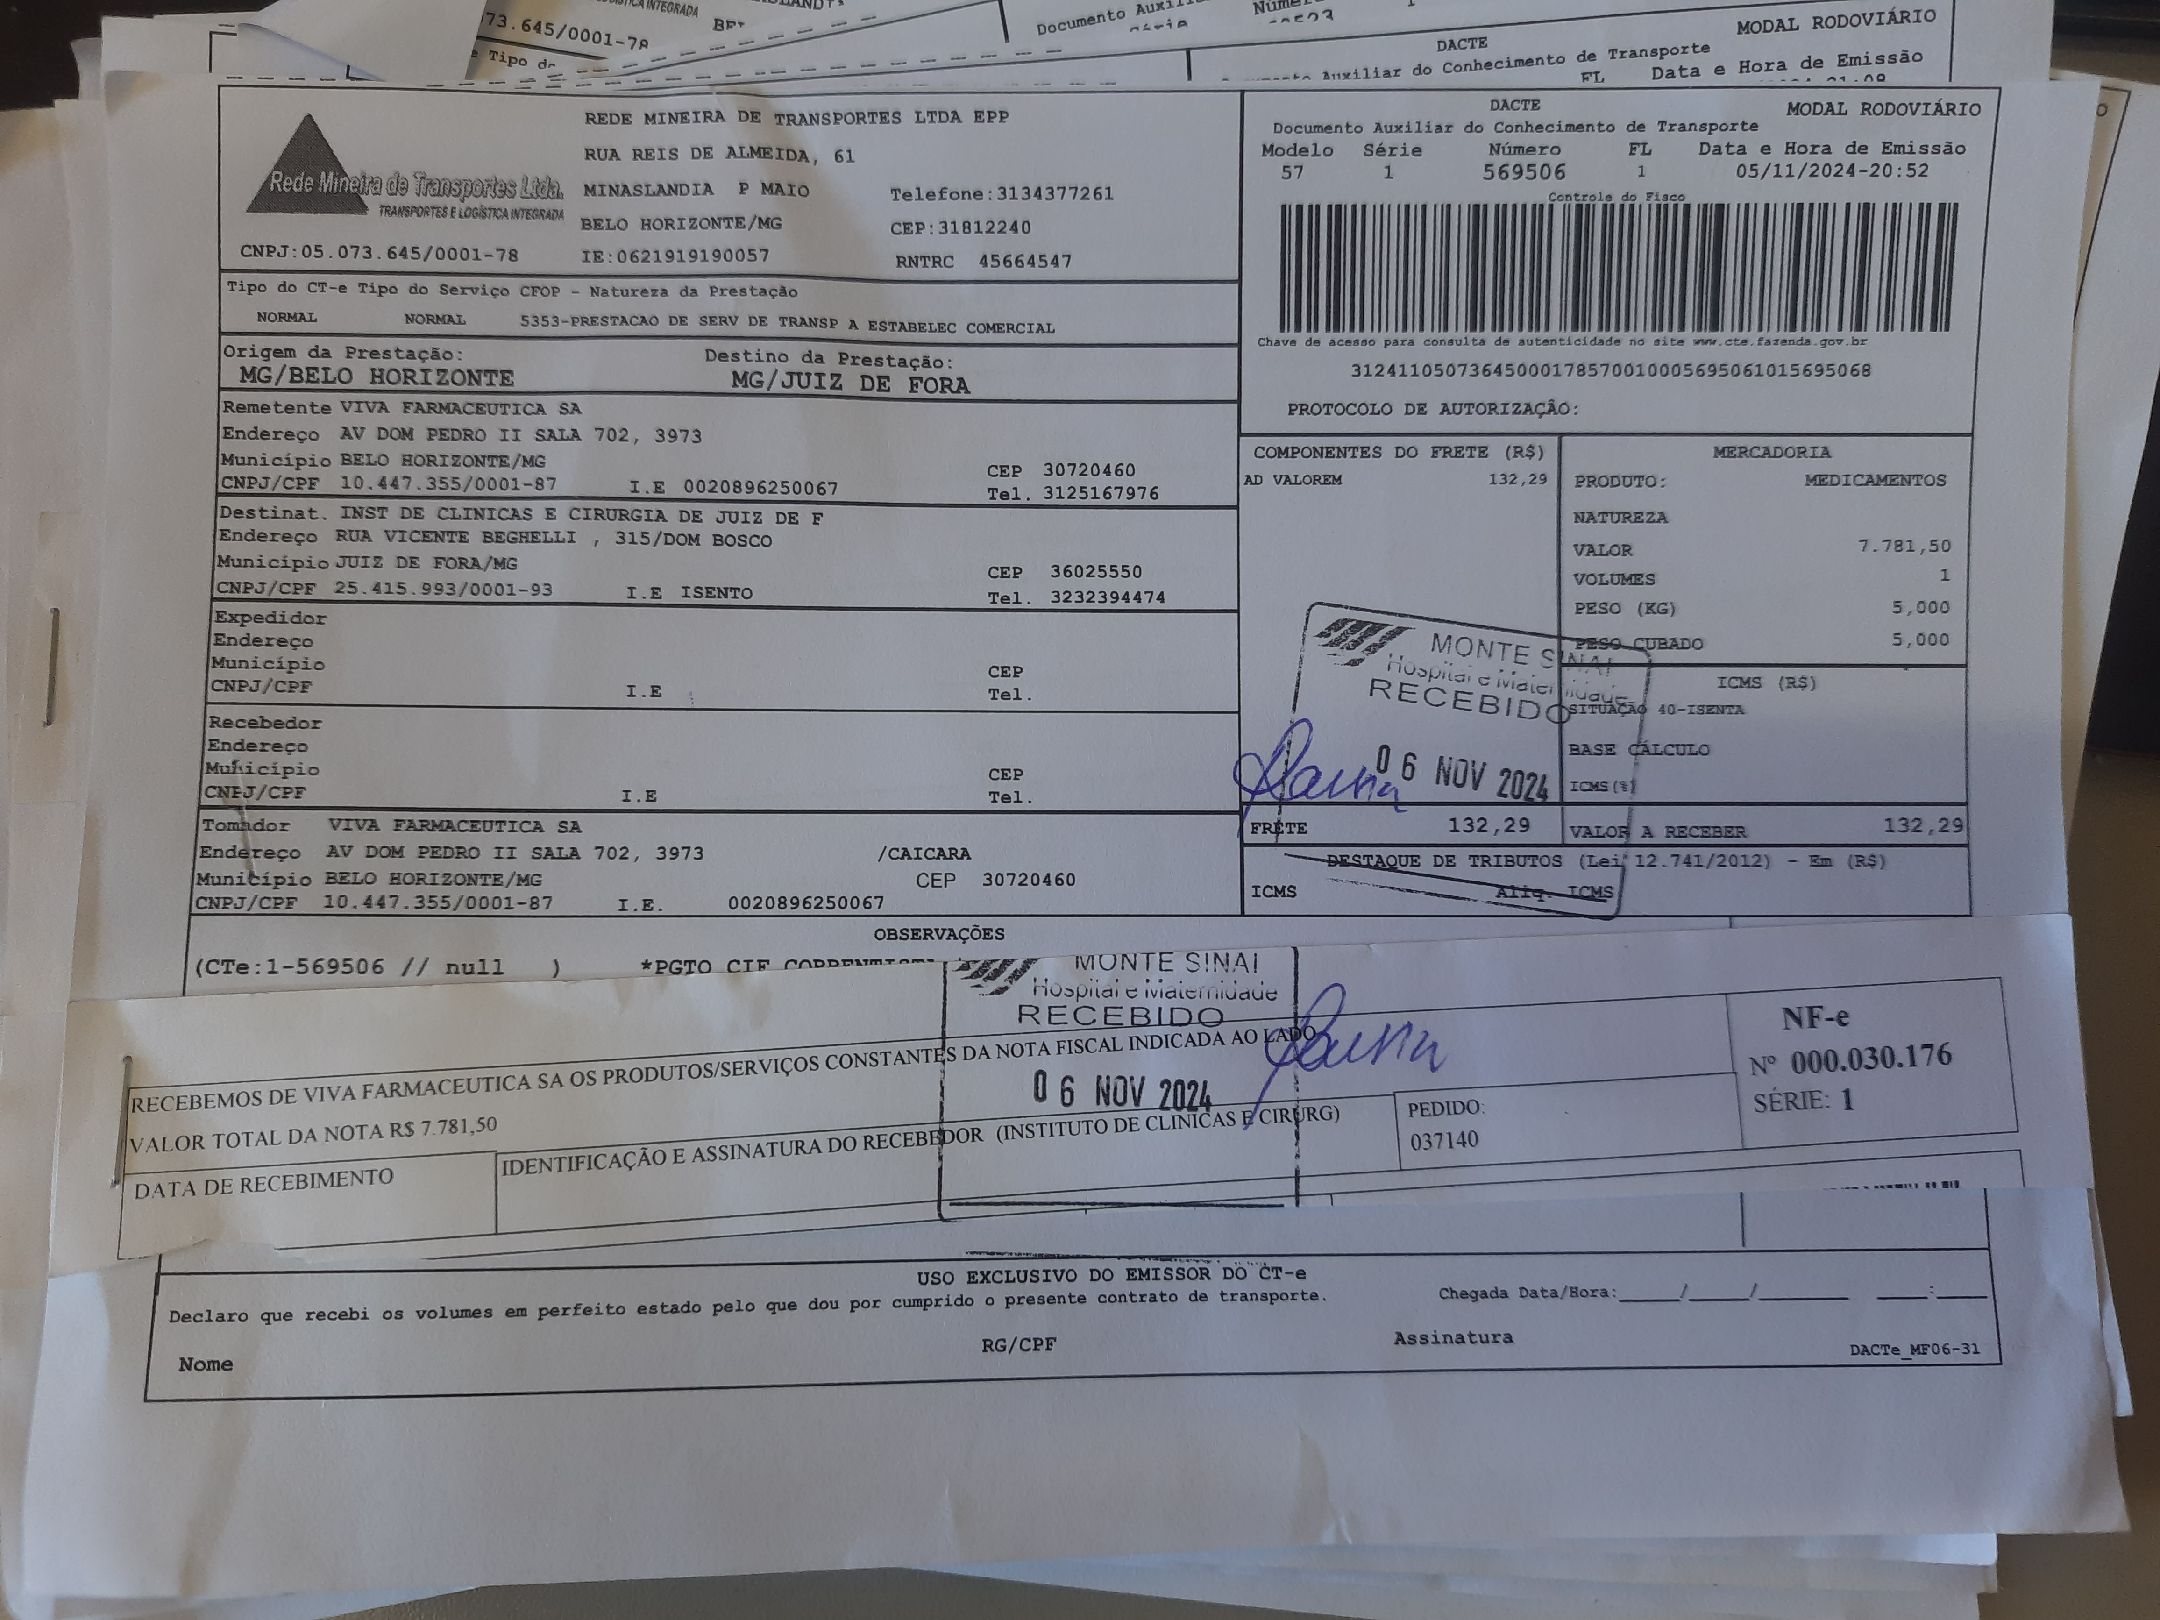 73.645/0001-78
Documento
MODAL RODOVIÁRIO
DACTE
Auxiliar do Conhecimento de Transporte
FL Data e Hora de Emissão
REDE MINEIRA DE TRANSPORTES LTDA EPP
RUA REIS DE ALMEIDA, 61
Rede Mineira de Transportes Ltda.
TRANSPORTES E LOGÍSTICA INTEGRADA
MINASLANDIA P MAIO Telefone:3134377261
BELO HORIZONTE/MG CEP:31812240
CNPJ:05.073.645/0001-78 IE:0621919190057 RNTRC 45664547
DACTE MODAL RODOVIÁRIO
Documento Auxiliar do Conhecimento de Transporte
Modelo Série Número FL Data e Hora de Emissão
57 1 569506 1 05/11/2024-20:52
Controle do Fisco
Chave de acesso para consulta de autenticidade no site www.cte.fazenda.gov.br
31241105073645000178570010005695061015695068
PROTOCOLO DE AUTORIZAÇÃO:
Tipo do CT-e Tipo do Serviço CFOP - Natureza da Prestação
NORMAL NORMAL 5353-PRESTACAO DE SERV DE TRANSP A ESTABELEC COMERCIAL
Origem da Prestação: Destino da Prestação:
MG/BELO HORIZONTE MG/JUIZ DE FORA
Remetente VIVA FARMACEUTICA SA
Endereço AV DOM PEDRO II SALA 702, 3973
Município BELO HORIZONTE/MG CEP 30720460
CNPJ/CPF 10.447.355/0001-87 I.E 0020896250067 Tel. 3125167976
Destinat. INST DE CLINICAS E CIRURGIA DE JUIZ DE F
Endereço RUA VICENTE BEGHELLI , 315/DOM BOSCO
Município JUIZ DE FORA/MG CEP 36025550
CNPJ/CPF 25.415.993/0001-93 I.E ISENTO Tel. 3232394474
Expedidor
Endereço
Município CEP
CNPJ/CPF I.E Tel.
Recebedor
Endereço
Município CEP
CNPJ/CPF I.E Tel.
Tomador VIVA FARMACEUTICA SA
Endereço AV DOM PEDRO II SALA 702, 3973 /CAICARA
Município BELO HORIZONTE/MG CEP 30720460
CNPJ/CPF 10.447.355/0001-87 I.E. 0020896250067
COMPONENTES DO FRETE (R$) MERCADORIA
AD VALOREM 132,29 PRODUTO: MEDICAMENTOS
NATUREZA
VALOR 7.781,50
VOLUMES 1
PESO (KG) 5,000
PESO CUBADO 5,000
MONTE SINAI
Hospital e Maternidade
RECEBIDO
06 NOV 2024
ICMS (R$)
SITUAÇÃO 40-ISENTA
BASE CÁLCULO
ICMS(%)
FRETE 132,29 VALOR A RECEBER 132,29
DESTAQUE DE TRIBUTOS (Lei 12.741/2012) - Em (R$)
ICMS Aliq. ICMS
OBSERVAÇÕES
(CTe:1-569506 // null ) *PGTO CIF
MONTE SINAI
Hospital e Maternidade
RECEBIDO
06 NOV 2024
RECEBEMOS DE VIVA FARMACEUTICA SA OS PRODUTOS/SERVIÇOS CONSTANTES DA NOTA FISCAL INDICADA AO LADO
VALOR TOTAL DA NOTA R$ 7.781,50
DATA DE RECEBIMENTO
IDENTIFICAÇÃO E ASSINATURA DO RECEBEDOR (INSTITUTO DE CLINICAS E CIRURG)
PEDIDO:
037140
NF-e
Nº 000.030.176
SÉRIE: 1
USO EXCLUSIVO DO EMISSOR DO CT-e
Declaro que recebi os volumes em perfeito estado pelo que dou por cumprido o presente contrato de transporte. Chegada Data/Hora:_____/____/________ ____:____
Nome RG/CPF Assinatura
DACTe_MF06-31